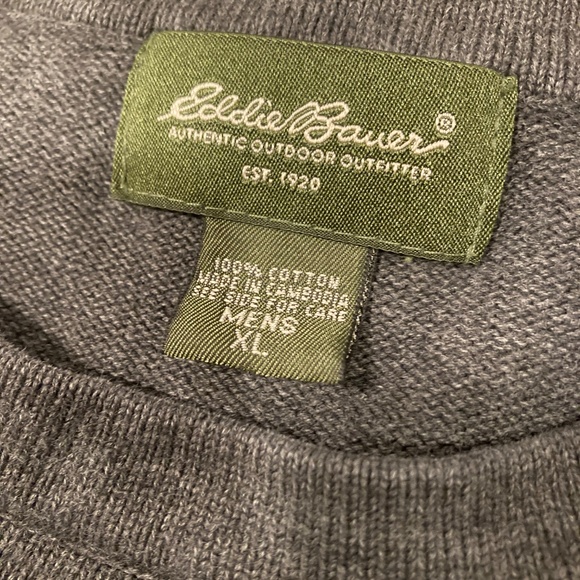 Eddie Bauer®
AUTHENTIC OUTDOOR OUTFITTER
EST. 1920
100% COTTON
MADE IN CAMBODIA
SEE SIDE FOR CARE
MENS
XL